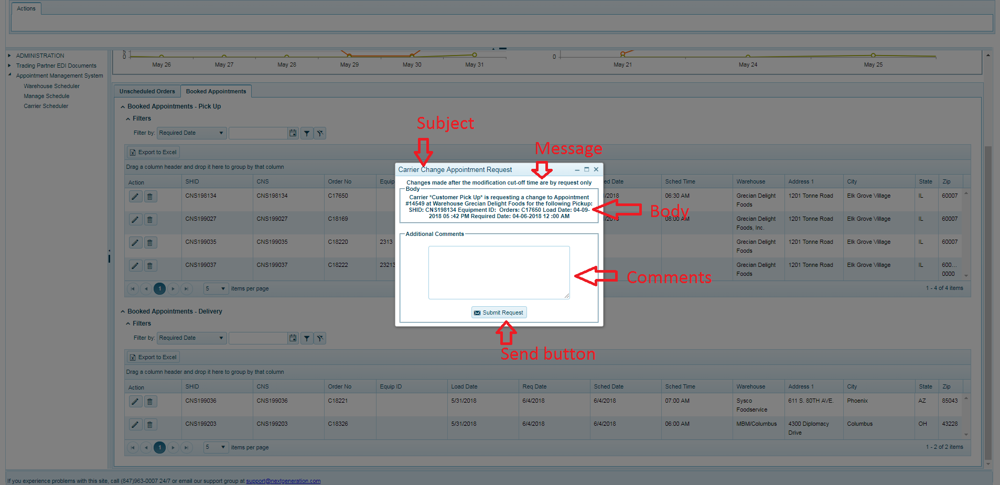 Actions
ADMINISTRATION
Trading Partner EDI Documents
Appointment Management System
Warehouse Scheduler
Manage Schedule
Carrier Scheduler
5
0
May 26 May 27 May 28 May 29 May 30 May 31
0
May 21 May 24 May 25
Unscheduled Orders Booked Appointments
Booked Appointments - Pick Up
Filters
Filter by: Required Date
Export to Excel
Drag a column header and drop it here to group by that column
Action SHID CNS Order No Equip ed Date Sched Time Warehouse Address 1 City State Zip
CNS198134 CNS198134 C17650 1/2018 06:30 AM Grecian Delight 1201 Tonne Road Elk Grove Village IL 60007
Foods
CNS199027 CNS199027 C18169 1/2018 08:00 AM Grecian Delight 1201 Tonne Road Elk Grove Village IL 60007
Foods, Inc.
CNS199035 CNS199035 C18220 2313 Grecian Delight 1201 Tonne Road Elk Grove Village IL 60007
Foods
CNS199037 CNS199037 C18222 23213 Grecian Delight 1201 Tonne Road Elk Grove Village IL 600...
Foods 0000
1 5 items per page 1 - 4 of 4 items
Subject
Message
Carrier Change Appointment Request
Changes made after the modification cut-off time are by request only
Body
Carrier *Customer Pick Up* is requesting a change to Appointment
#14549 at Warehouse Grecian Delight Foods for the following Pickup:
SHID: CNS198134 Equipment ID: Orders: C17650 Load Date: 04-09-
2018 05 :42 PM Required Date: 04-06-2018 12 :00 AM
Body
Additional Comments
Comments
Submit Request
Send button
Booked Appointments - Delivery
Filters
Filter by: Required Date
Export to Excel
Drag a column header and drop it here to group by that column
Action SHID CNS Order No Equip ID Load Date Req Date Sched Date Sched Time Warehouse Address 1 City State Zip
CNS199036 CNS199036 C18221 5/31/2018 6/4/2018 6/4/2018 07:00 AM Sysco 611 S. 80TH AVE. Phoenix AZ 85043
Foodservice
CNS199203 CNS199203 C18326 5/31/2018 6/4/2018 6/4/2018 06:00 AM MBM/Columbus 4300 Diplomacy Columbus OH 43228
Drive
1 5 items per page 1 - 2 of 2 items
If you experience problems with this site, call (847)963-0007 24/7 or email our support group at support@nextgeneration.com